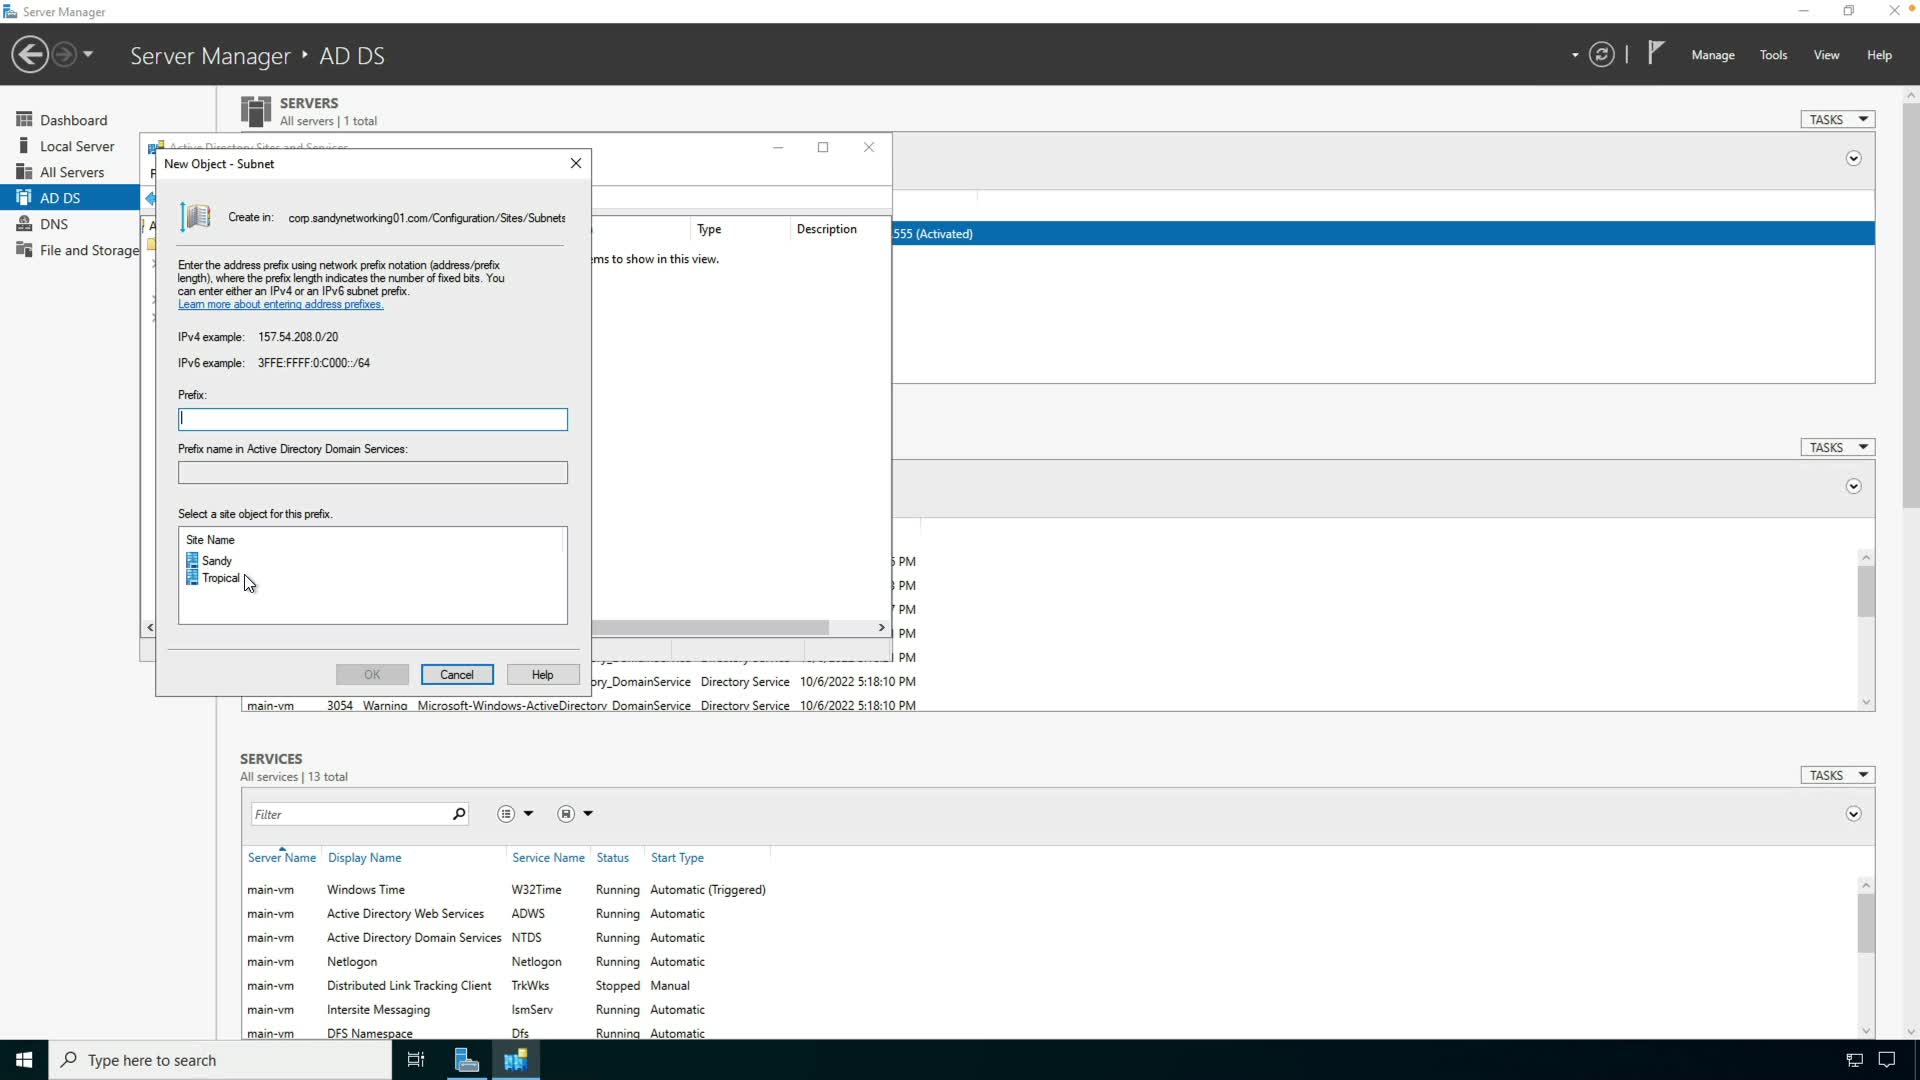 Server Manager
Server Manager ‣ AD DS
Manage
Tools
View
Help
Dashboard
Local Server
All Servers
AD DS
DNS
File and Storage
SERVERS
All servers | 1 total
TASKS
Active Directory Sites and Services
New Object - Subnet
Create in: corp.sandynetworking01.com/Configuration/Sites/Subnets
Enter the address prefix using network prefix notation (address/prefix
length), where the prefix length indicates the number of fixed bits. You
can enter either an IPv4 or an IPv6 subnet prefix.
Learn more about entering address prefixes.
IPv4 example: 157.54.208.0/20
IPv6 example: 3FFE:FFFF:0:C000::/64
Prefix:
Prefix name in Active Directory Domain Services:
Select a site object for this prefix.
Site Name
Sandy
Tropical
OK
Cancel
Help
Type
Description
ems to show in this view.
555 (Activated)
TASKS
PM
PM
PM
PM
PM
ory_DomainService Directory Service 10/6/2022 5:18:10 PM
main-vm 3054 Warning Microsoft-Windows-ActiveDirectory_DomainService Directory Service 10/6/2022 5:18:10 PM
SERVICES
All services | 13 total
TASKS
Filter
Server Name Display Name Service Name Status Start Type
main-vm Windows Time W32Time Running Automatic (Triggered)
main-vm Active Directory Web Services ADWS Running Automatic
main-vm Active Directory Domain Services NTDS Running Automatic
main-vm Netlogon Netlogon Running Automatic
main-vm Distributed Link Tracking Client TrkWks Stopped Manual
main-vm Intersite Messaging IsmServ Running Automatic
main-vm DFS Namespace Dfs Running Automatic
Type here to search